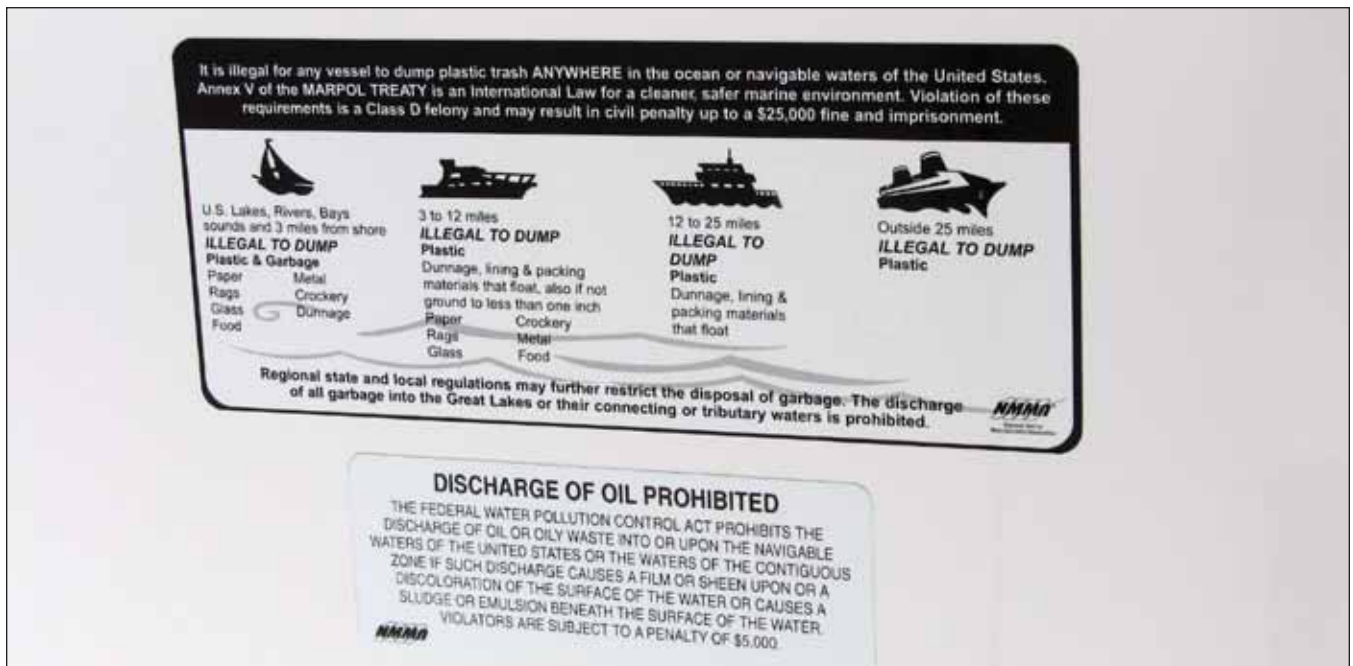 It is illegal for any vessel to dump plastic trash ANYWHERE in the ocean or navigable waters of the United States.
Annex V of the MARPOL TREATY is an International Law for a cleaner, safer marine environment. Violation of these
requirements is a Class D felony and may result in civil penalty up to a $25,000 fine and imprisonment.
U.S. Lakes, Rivers, Bays
sounds and 3 miles from shore
ILLEGAL TO DUMP
Plastic & Garbage
Paper Metal
Rags Crockery
Glass Dunnage
Food
3 to 12 miles
ILLEGAL TO DUMP
Plastic
Dunnage, lining & packing
materials that float, also if not
ground to less than one inch
Paper Crockery
Rags Metal
Glass Food
12 to 25 miles
ILLEGAL TO
DUMP
Plastic
Dunnage, lining &
packing materials
that float
Outside 25 miles
ILLEGAL TO DUMP
Plastic
Regional state and local regulations may further restrict the disposal of garbage. The discharge
of all garbage into the Great Lakes or their connecting or tributary waters is prohibited.
NMMA
DISCHARGE OF OIL PROHIBITED
THE FEDERAL WATER POLLUTION CONTROL ACT PROHIBITS THE
DISCHARGE OF OIL OR OILY WASTE INTO OR UPON THE NAVIGABLE
WATERS OF THE UNITED STATES OR THE WATERS OF THE CONTIGUOUS
ZONE IF SUCH DISCHARGE CAUSES A FILM OR SHEEN UPON OR A
DISCOLORATION OF THE SURFACE OF THE WATER OR CAUSES A
SLUDGE OR EMULSION BENEATH THE SURFACE OF THE WATER.
VIOLATORS ARE SUBJECT TO A PENALTY OF $5,000.
NMMA